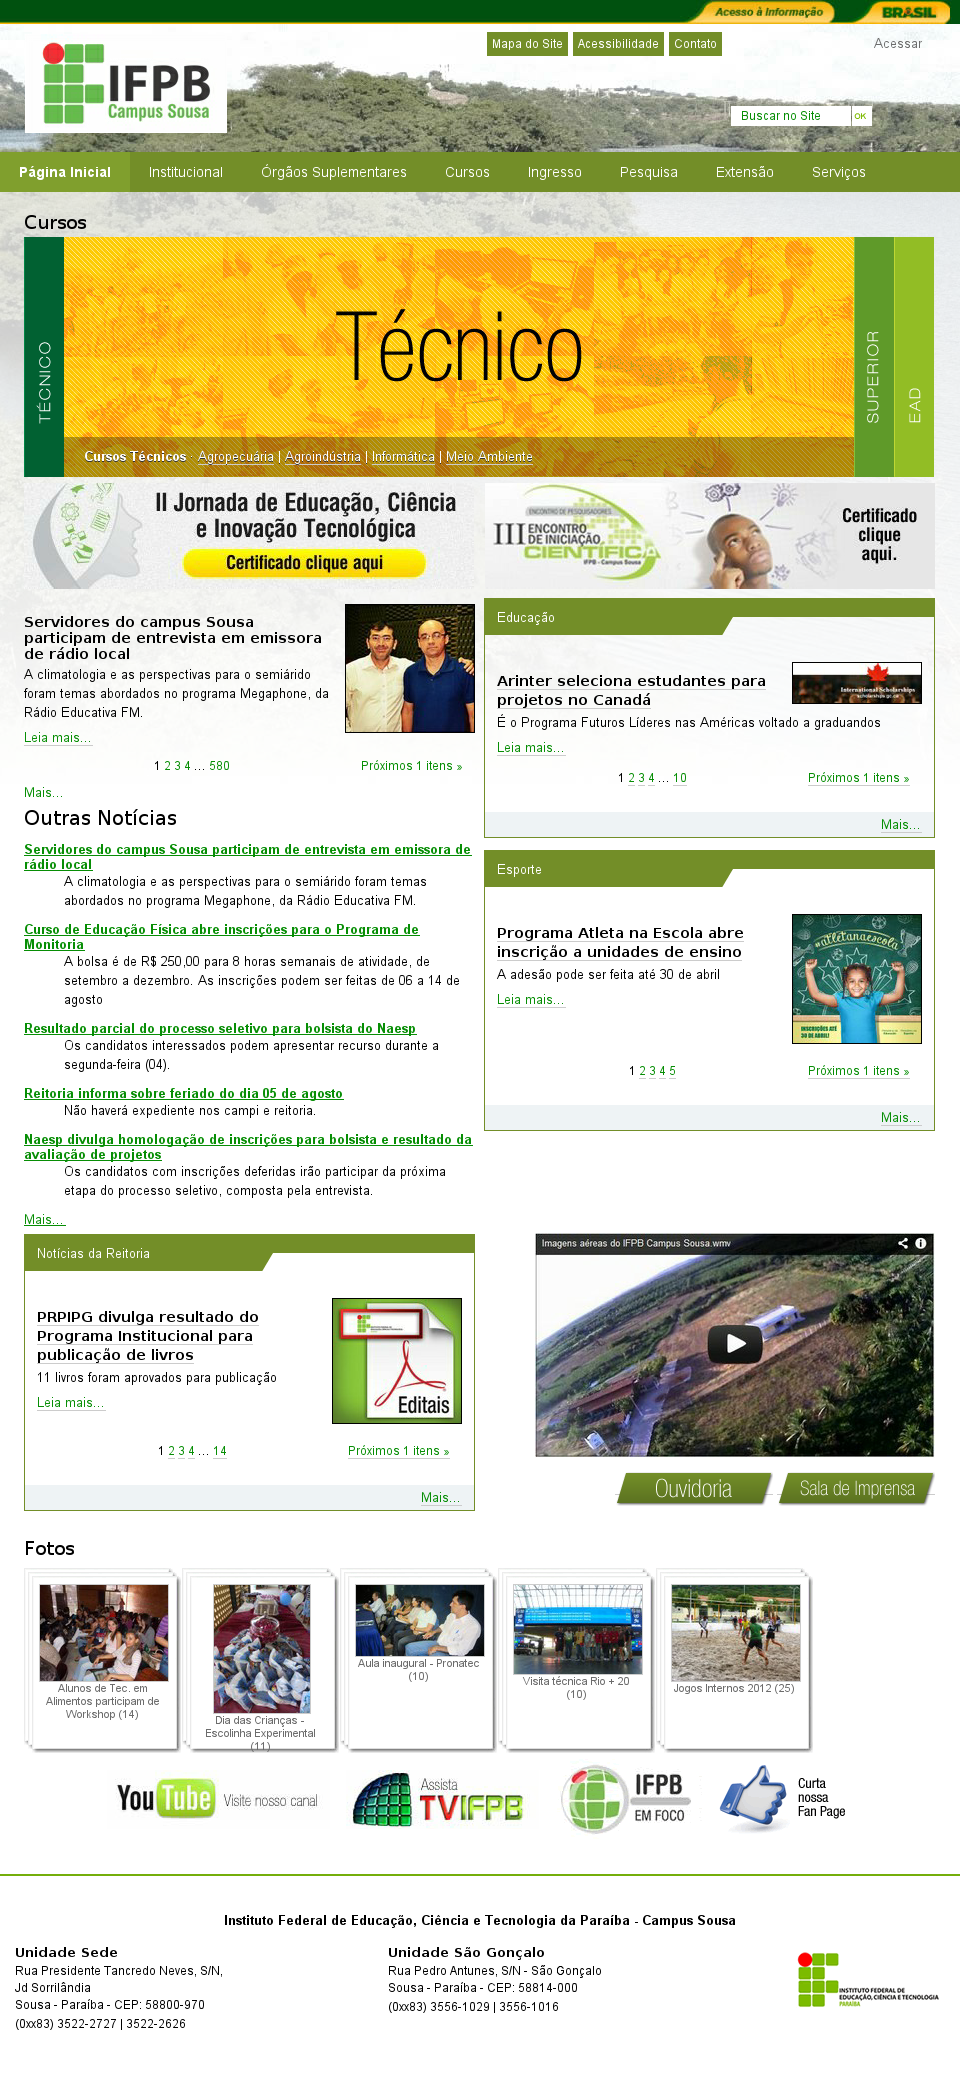 Acesso à Informação
BRASIL
Mapa do Site
Acessibilidade
Contato
Acessar
IFPB
Campus Sousa
Buscar no Site
OK
Página Inicial
Institucional
Órgãos Suplementares
Cursos
Ingresso
Pesquisa
Extensão
Serviços
Cursos
TÉCNICO
Técnico
SUPERIOR
EAD
Cursos Técnicos · Agropecuária | Agroindústria | Informática | Meio Ambiente
II Jornada de Educação, Ciência
e Inovação Tecnológica
Certificado clique aqui
ENCONTRO DE PESQUISADORES
III ENCONTRO
DE INICIAÇÃO
CIENTÍFICA
IFPB - Campus Sousa
Certificado
clique
aqui.
Servidores do campus Sousa
participam de entrevista em emissora
de rádio local
A climatologia e as perspectivas para o semiárido
foram temas abordados no programa Megaphone, da
Rádio Educativa FM.
Leia mais...
1 2 3 4 ... 580
Próximos 1 itens »
Mais...
Educação
Arinter seleciona estudantes para
projetos no Canadá
International Scholarships
scholarships.gc.ca
É o Programa Futuros Líderes nas Américas voltado a graduandos
Leia mais...
1 2 3 4 ... 10
Próximos 1 itens »
Mais...
Outras Notícias
Servidores do campus Sousa participam de entrevista em emissora de
rádio local
A climatologia e as perspectivas para o semiárido foram temas
abordados no programa Megaphone, da Rádio Educativa FM.
Curso de Educação Física abre inscrições para o Programa de
Monitoria
A bolsa é de R$ 250,00 para 8 horas semanais de atividade, de
setembro a dezembro. As inscrições podem ser feitas de 06 a 14 de
agosto
Resultado parcial do processo seletivo para bolsista do Naesp
Os candidatos interessados podem apresentar recurso durante a
segunda-feira (04).
Reitoria informa sobre feriado do dia 05 de agosto
Não haverá expediente nos campi e reitoria.
Naesp divulga homologação de inscrições para bolsista e resultado da
avaliação de projetos
Os candidatos com inscrições deferidas irão participar da próxima
etapa do processo seletivo, composta pela entrevista.
Mais...
Esporte
Programa Atleta na Escola abre
inscrição a unidades de ensino
A adesão pode ser feita até 30 de abril
Leia mais...
#atletanaescola
INSCRIÇÕES ATÉ
30 DE ABRIL!
1 2 3 4 5
Próximos 1 itens »
Mais...
Notícias da Reitoria
PRPIPG divulga resultado do
Programa Institucional para
publicação de livros
11 livros foram aprovados para publicação
Leia mais...
Editais
1 2 3 4 ... 14
Próximos 1 itens »
Mais...
Imagens aéreas do IFPB Campus Sousa.wmv
Ouvidoria
Sala de Imprensa
Fotos
Alunos de Tec. em
Alimentos participam de
Workshop (14)
Dia das Crianças -
Escolinha Experimental
(11)
Aula inaugural - Pronatec
(10)
Visita técnica Rio + 20
(10)
Jogos Internos 2012 (25)
YouTube
Visite nosso canal
Assista
TVIFPB
IFPB
EM FOCO
Curta
nossa
Fan Page
Instituto Federal de Educação, Ciência e Tecnologia da Paraíba - Campus Sousa
Unidade Sede
Rua Presidente Tancredo Neves, S/N,
Jd Sorrilândia
Sousa - Paraíba - CEP: 58800-970
(0xx83) 3522-2727 | 3522-2626
Unidade São Gonçalo
Rua Pedro Antunes, S/N - São Gonçalo
Sousa - Paraíba - CEP: 58814-000
(0xx83) 3556-1029 | 3556-1016
INSTITUTO FEDERAL DE
EDUCAÇÃO, CIÊNCIA E TECNOLOGIA
PARAÍBA